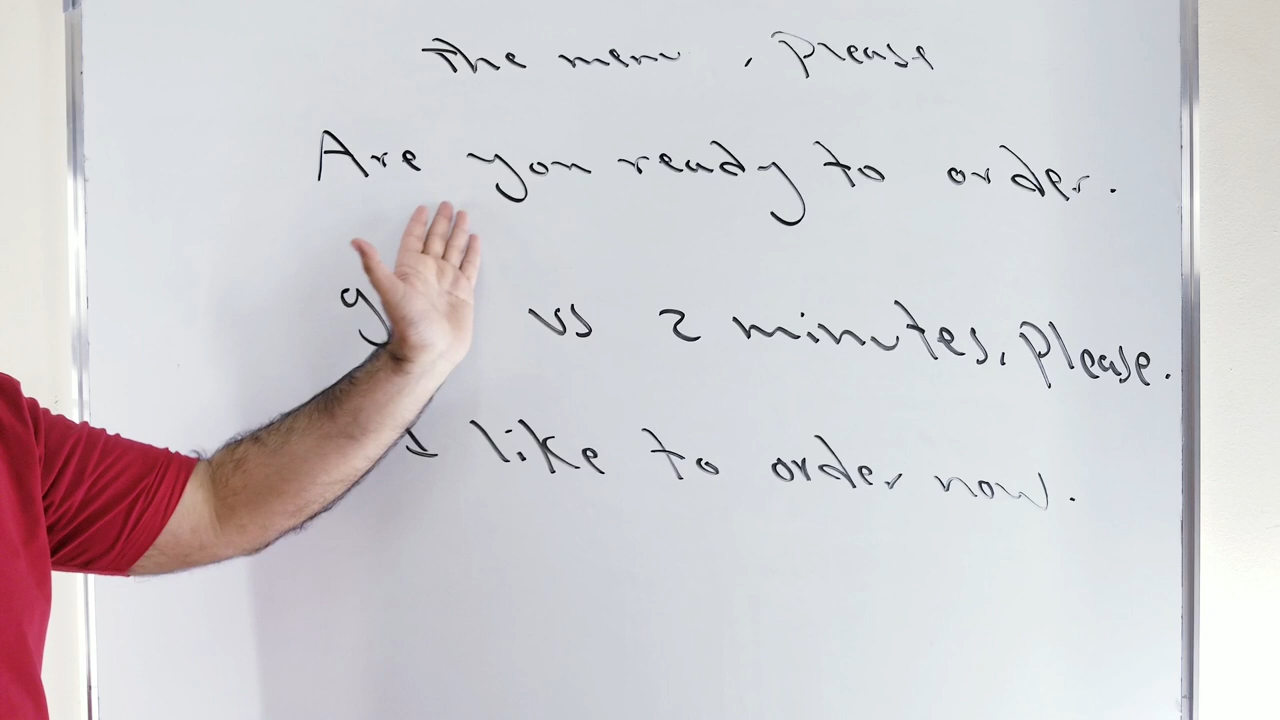 the menu, please
Are you ready to order.
us 2 minutes, please.
like to order now.